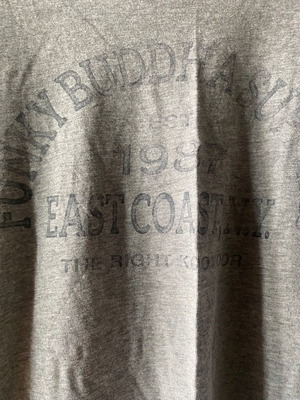 FUNKY BUDDHA
EST
1987
EAST COAST N.Y.
THE RIGHT